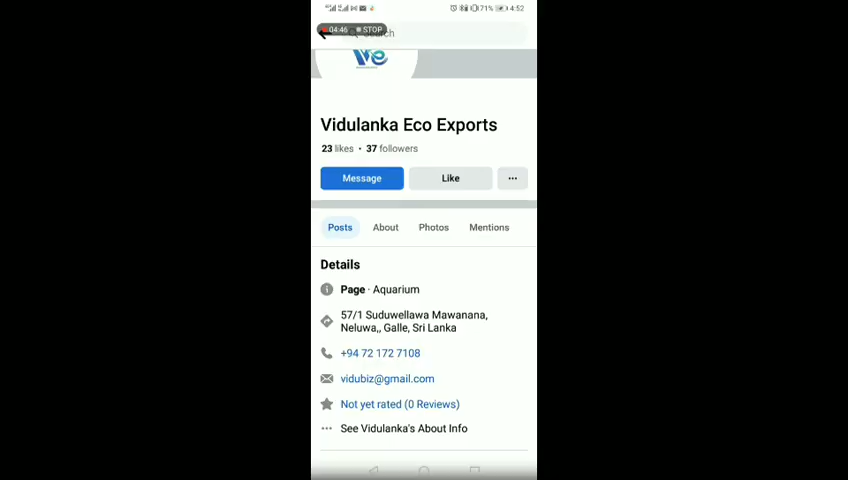 71% 4:52
04:46 STOP
Search
We
Vidulanka Eco Exports
23 likes • 37 followers
Message Like ...
Posts About Photos Mentions
Details
Page · Aquarium
57/1 Suduwellawa Mawanana,
Neluwa,, Galle, Sri Lanka
+94 72 172 7108
vidubiz@gmail.com
Not yet rated (0 Reviews)
See Vidulanka's About Info